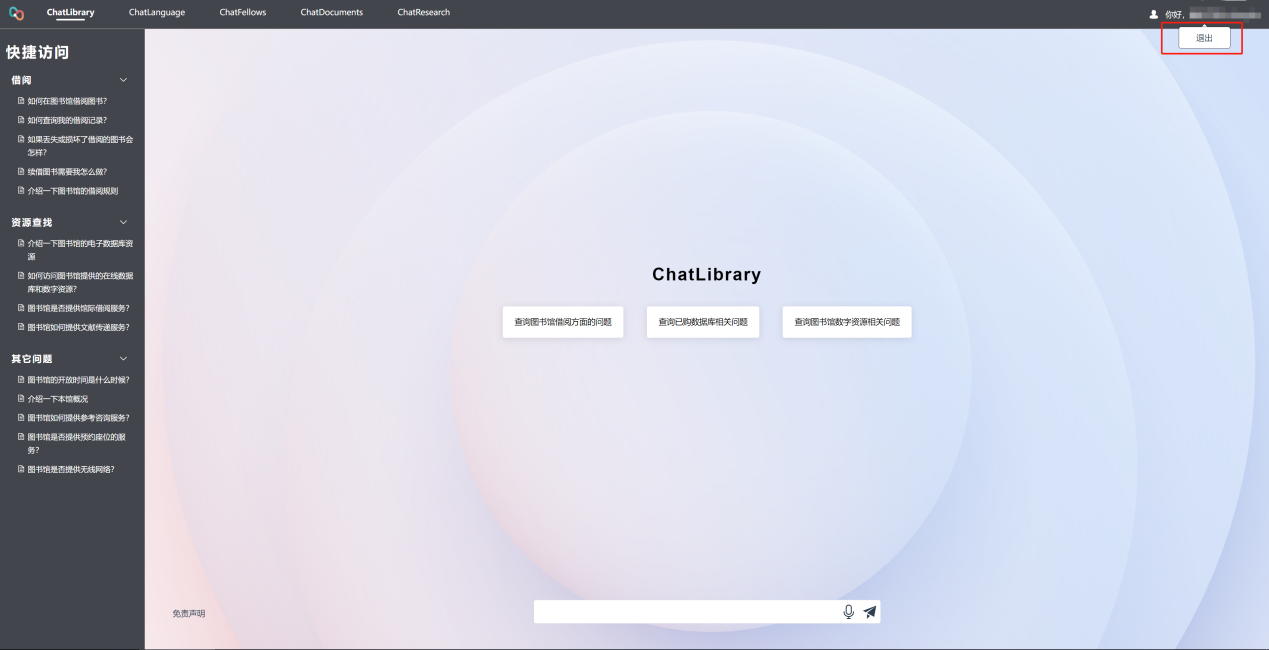 ChatLibrary
ChatLanguage
ChatFellows
ChatDocuments
ChatResearch
你好,
退出
快捷访问
借阅
如何在图书馆借阅图书?
如何查询我的借阅记录?
如果丢失或损坏了借阅的图书会
怎样?
续借图书需要我怎么做?
介绍一下图书馆的借阅规则
资源查找
介绍一下图书馆的电子数据库资
源
如何访问图书馆提供的在线数据
库和数字资源?
图书馆是否提供馆际借阅服务?
图书馆如何提供文献传递服务?
其它问题
图书馆的开放时间是什么时候?
介绍一下本馆概况
图书馆如何提供参考咨询服务?
图书馆是否提供预约座位的服
务?
图书馆是否提供无线网络?
ChatLibrary
查询图书馆借阅方面的问题
查询已购数据库相关问题
查询图书馆数字资源相关问题
免责声明